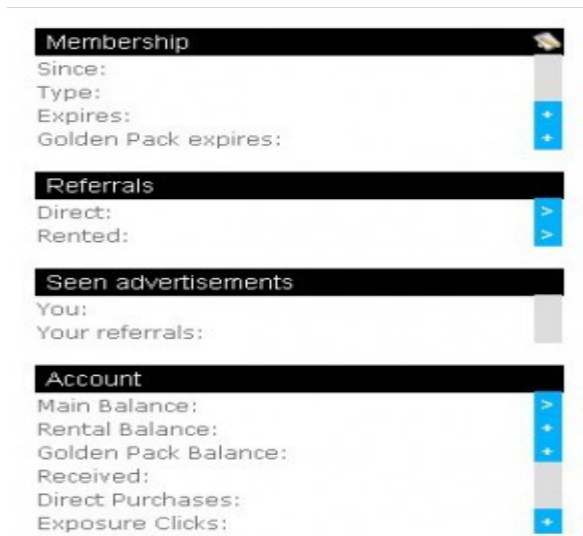 Membership
Since:
Type:
Expires: +
Golden Pack expires: +
Referrals
Direct: >
Rented: >
Seen advertisements
You:
Your referrals:
Account
Main Balance: >
Rental Balance: +
Golden Pack Balance: +
Received:
Direct Purchases:
Exposure Clicks: +